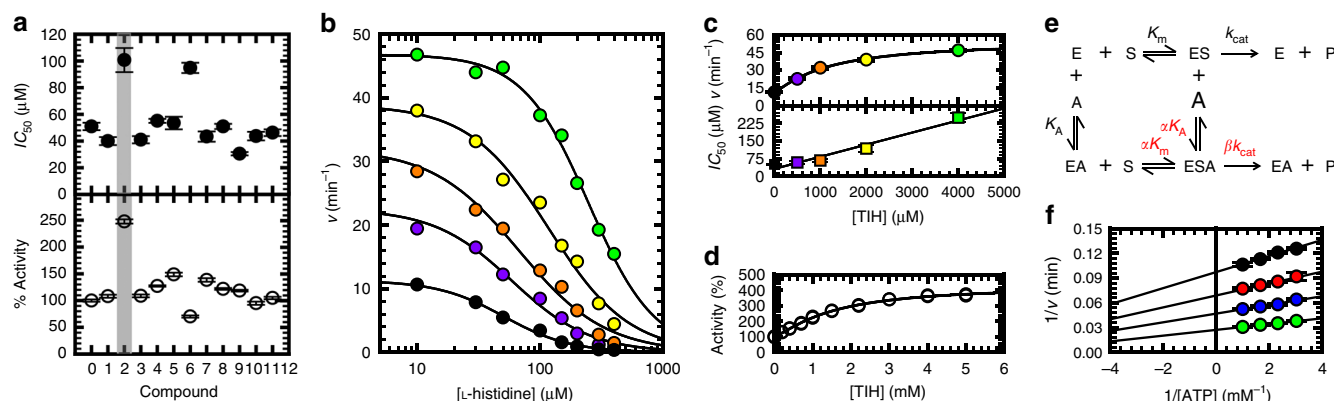 a
IC50 (μM)
120
100
80
60
40
20
0
% Activity
250
200
150
100
50
0
0 1 2 3 4 5 6 7 8 9 10 11 12
Compound
b
v (min−1)
50
40
30
20
10
0
10 100 1000
[L-histidine] (μM)
c
v (min−1)
60
45
30
15
0
IC50 (μM)
225
150
75
0
0 1000 2000 3000 4000 5000
[TIH] (μM)
d
Activity (%)
500
400
300
200
100
0
0 1 2 3 4 5 6
[TIH] (mM)
e
E + S Km ES kcat E + P
+ +
A A
KA αKA
αKm βkcat
EA + S ESA EA + P
f
1/v (min)
0.15
0.12
0.09
0.06
0.03
0.00
−4 −2 0 2 4
1/[ATP] (mM−1)